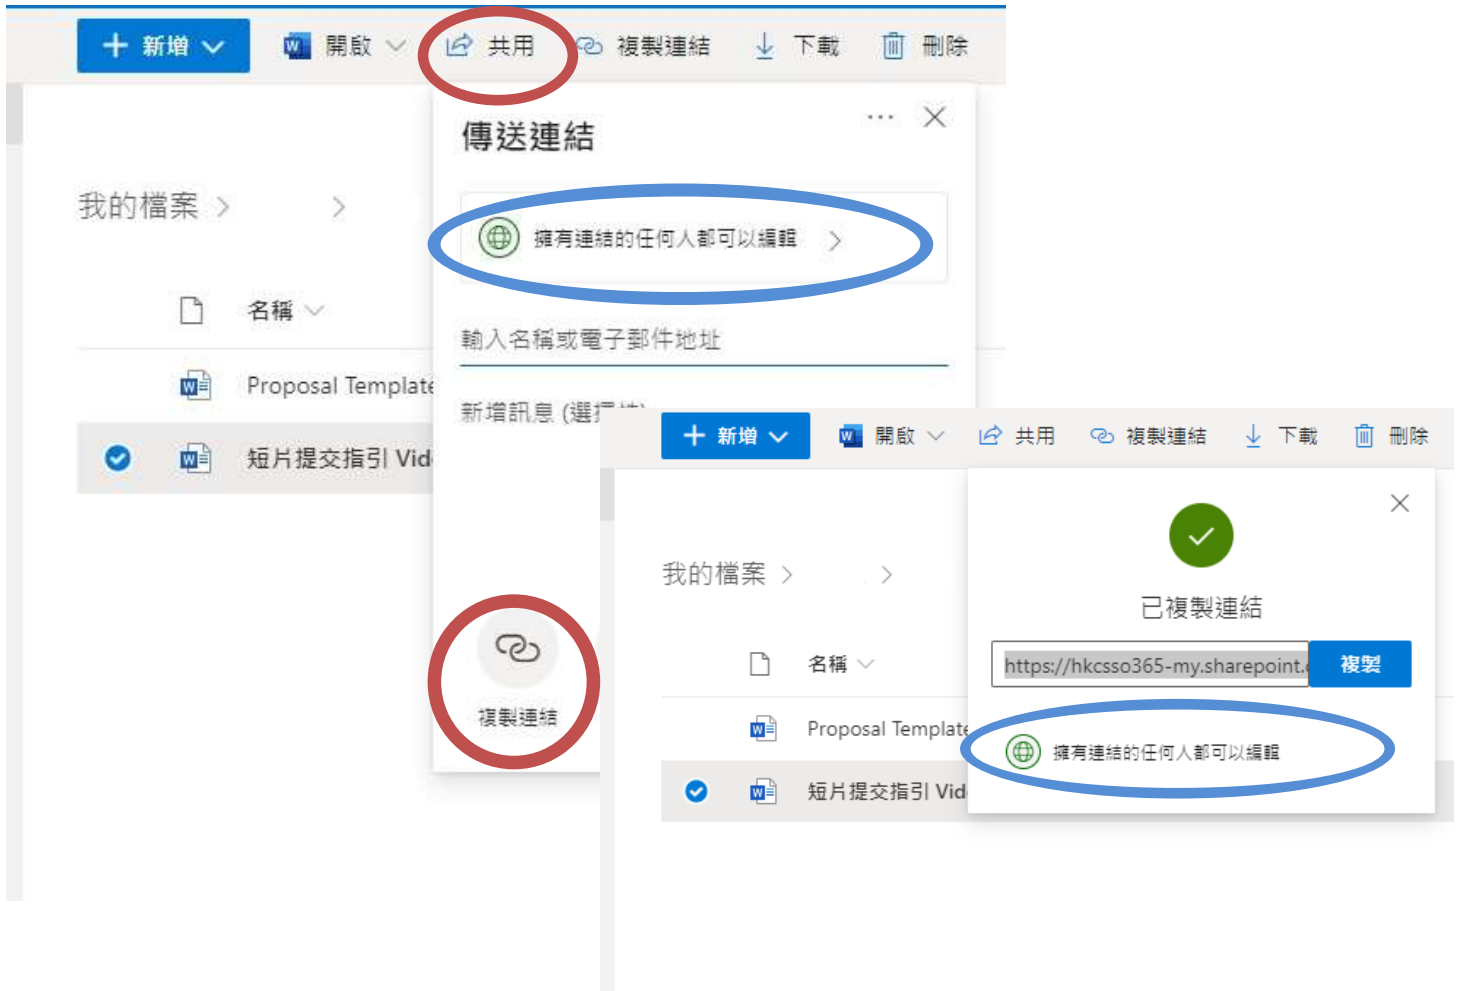 新增 開啟 共用 複製連結 下載 刪除
傳送連結
我的檔案
擁有連結的任何人都可以編輯
名稱
輸入名稱或電子郵件地址
Proposal Template
新增訊息
短片提交指引 Vid
複製連結
新增 開啟 共用 複製連結 下載 刪除
我的檔案
已複製連結
https://hkcsso365-my.sharepoint. 複製
名稱
Proposal Template
擁有連結的任何人都可以編輯
短片提交指引 Vid